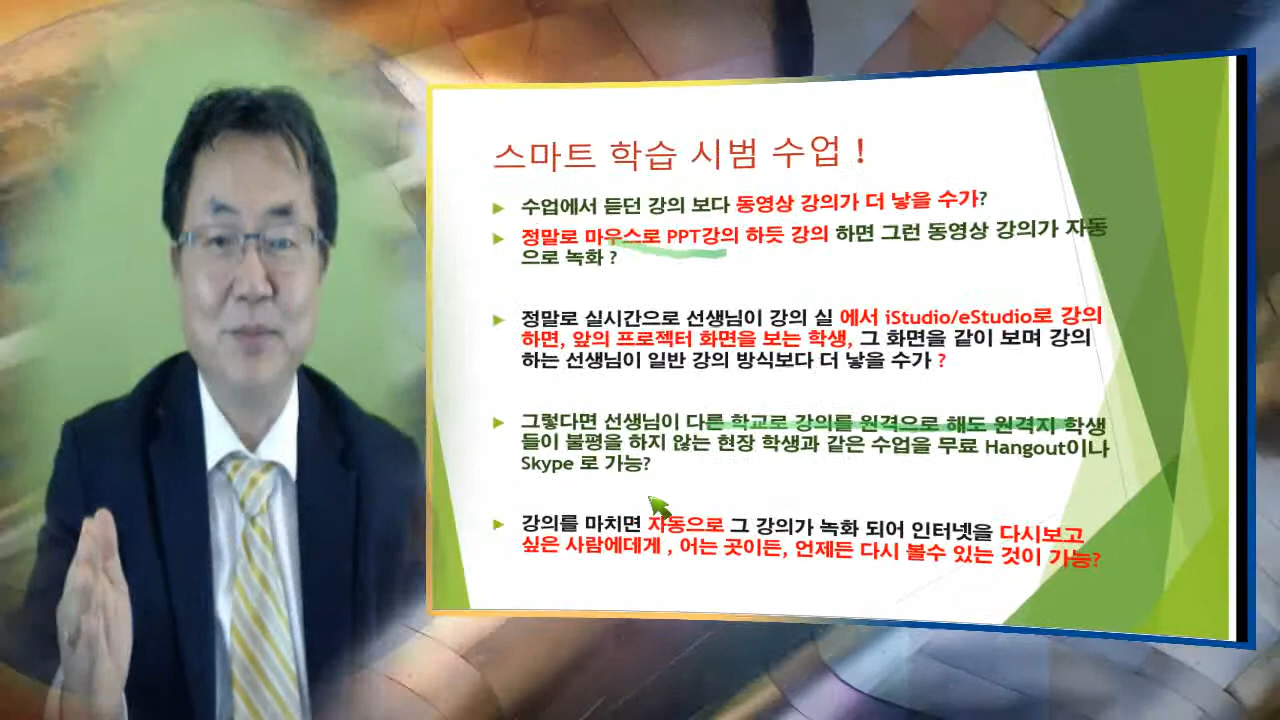 스마트 학습 시범 수업 !
수업에서 듣던 강의 보다 동영상 강의가 더 낳을 수가?
정말로 마우스로 PPT강의 하듯 강의 하면 그런 동영상 강의가 자동
으로 녹화 ?
정말로 실시간으로 선생님이 강의 실 에서 iStudio/eStudio로 강의
하면, 앞의 프로젝터 화면을 보는 학생, 그 화면을 같이 보며 강의
하는 선생님이 일반 강의 방식보다 더 낳을 수가 ?
그렇다면 선생님이 다른 학교로 강의를 원격으로 해도 원격지 학생
들이 불평을 하지 않는 현장 학생과 같은 수업을 무료 Hangout이나
Skype 로 가능?
강의를 마치면 자동으로 그 강의가 녹화 되어 인터넷을 다시보고
싶은 사람에데게 , 어는 곳이든, 언제든 다시 볼수 있는 것이 가능?